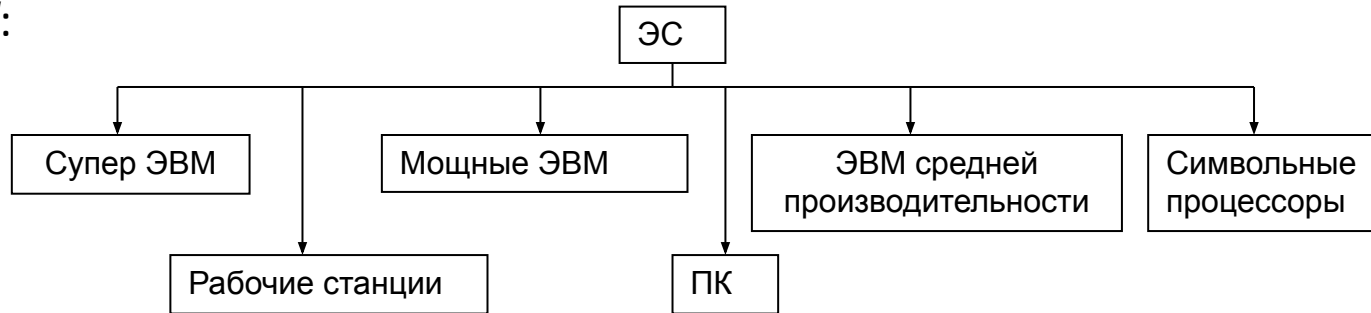 :
ЭС
Супер ЭВМ
Мощные ЭВМ
ЭВМ средней
производительности
Символьные
процессоры
Рабочие станции
ПК